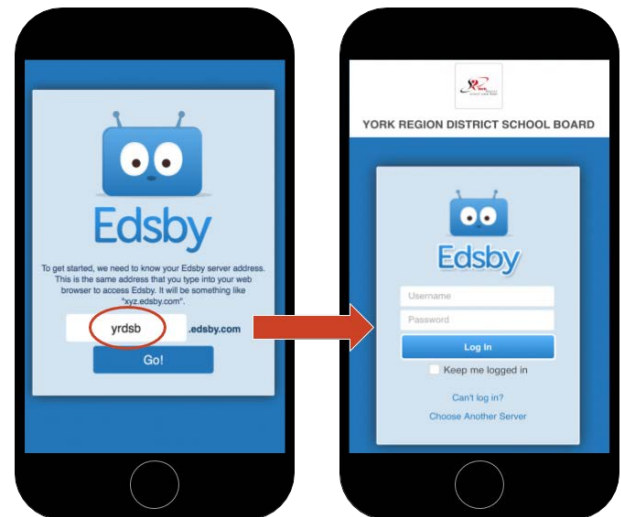 Edsby
To get started, we need to know your Edsby server address.
This is the same address that you type into your web
browser to access Edsby. It will be something like
"xyz.edsby.com".
yrdsb .edsby.com
Go!
YORK REGION DISTRICT SCHOOL BOARD
Edsby
Username
Password
Log In
Keep me logged in
Can't log in?
Choose Another Server